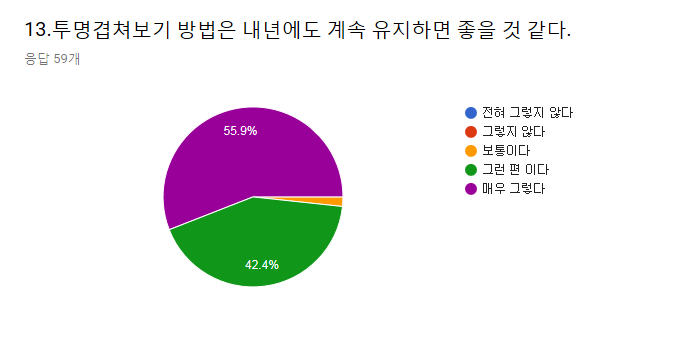 13.투명겹쳐보기 방법은 내년에도 계속 유지하면 좋을 것 같다.
응답 59개
55.9%
42.4%
전혀 그렇지 않다
그렇지 않다
보통이다
그런 편 이다
매우 그렇다